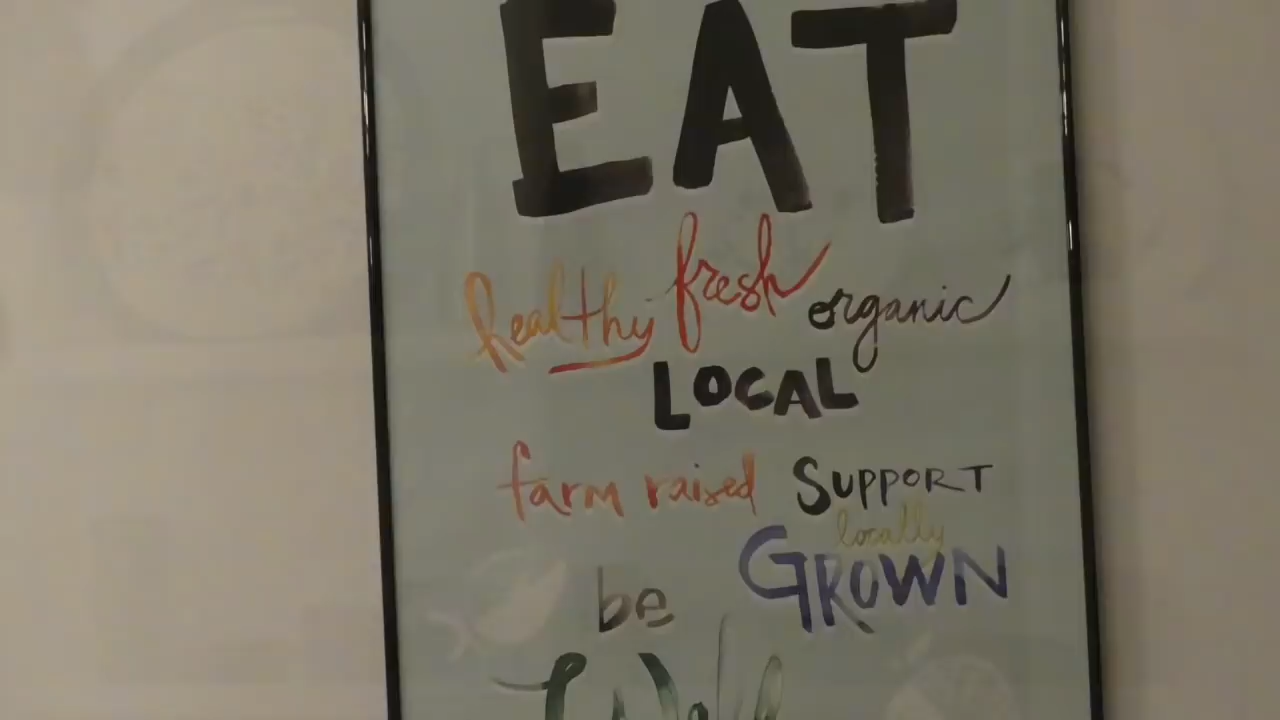 EAT
healthy fresh organic
LOCAL
farm raised SUPPORT
locally
be GROWN